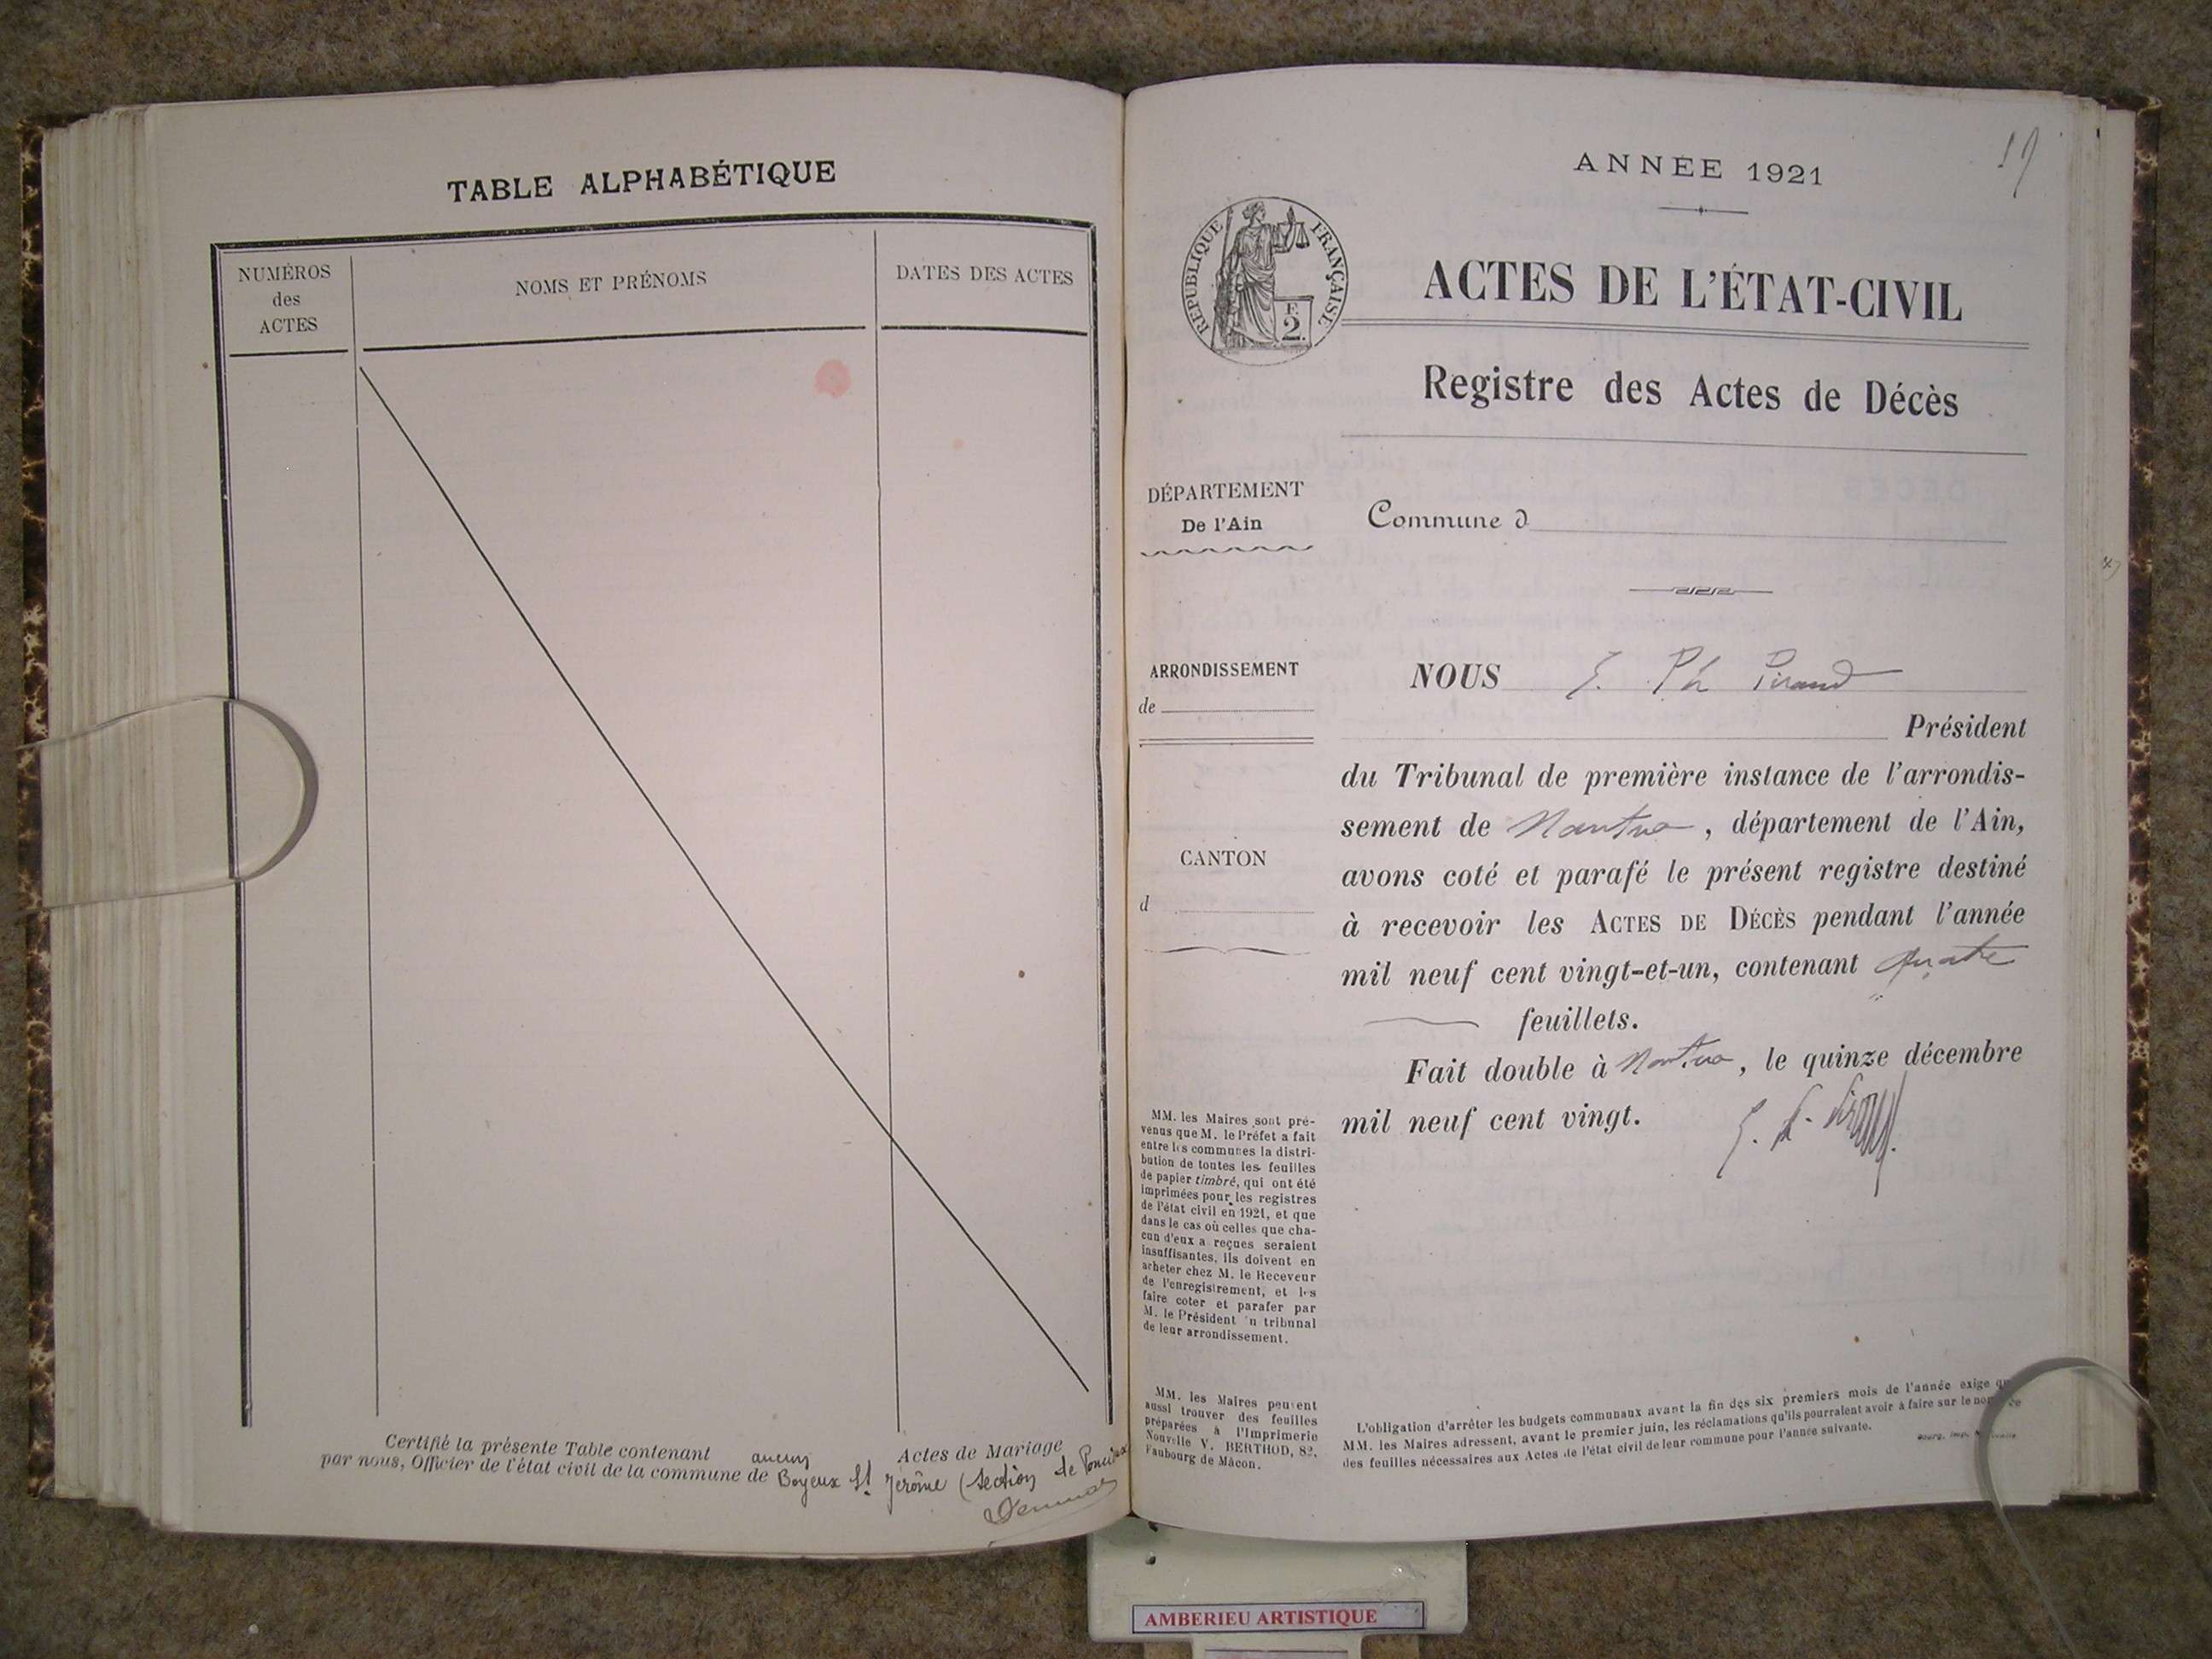 TABLE ALPHABÉTIQUE
NUMÉROS
des
ACTES
NOMS ET PRÉNOMS
DATES DES ACTES
Certifié la présente Table contenant aucun Actes de Mariage
par nous, Officier de l'état civil de la commune de Boyeux St Jerôme (section de Poncieux
19
ANNÉE 1921
RÉPUBLIQUE FRANÇAISE
F.
2.
ACTES DE L'ÉTAT-CIVIL
Registre des Actes de Décès
DÉPARTEMENT
De l'Ain
Commune d
ARRONDISSEMENT
de
CANTON
d
NOUS E. Ph Piraud
Président
du Tribunal de première instance de l'arrondis-
sement de Nantua, département de l'Ain,
avons coté et parafé le présent registre destiné
à recevoir les ACTES DE DÉCÈS pendant l'année
mil neuf cent vingt-et-un, contenant quatre
feuillets.
Fait double à Nantua, le quinze décembre
mil neuf cent vingt.
MM. les Maires sont pré-
venus que M. le Préfet a fait
entre les communes la distri-
bution de toutes les feuilles
de papier timbré, qui ont été
imprimées pour les registres
de l'état civil en 1921, et que
dans le cas où celles que cha-
cun d'eux a reçues seraient
insuffisantes, ils doivent en
acheter chez M. le Receveur
de l'enregistrement, et les
faire coter et parafer par
M. le Président 'u tribunal
de leur arrondissement.
MM. les Maires peuvent
aussi trouver des feuilles
préparées à l'Imprimerie
Nouvelle V. BERTHOD, 82,
Faubourg de Mâcon.
L'obligation d'arrêter les budgets communaux avant la fin des six premiers mois de l'année exige que
MM. les Maires adressent, avant le premier juin, les réclamations qu'ils pourraient avoir à faire sur le nombre
des feuilles nécessaires aux Actes de l'état civil de leur commune pour l'année suivante.
AMBERIEU ARTISTIQUE